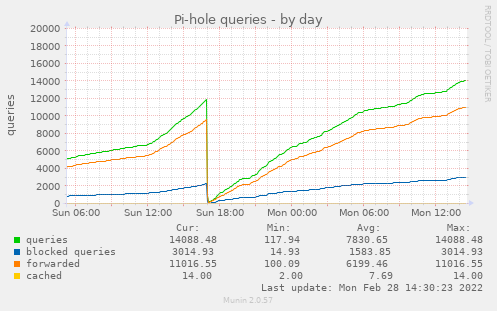 Pi-hole queries - by day
RRDTOOL / TOBI OETIKER
queries
20000
18000
16000
14000
12000
10000
8000
6000
4000
2000
0
Sun 06:00 Sun 12:00 Sun 18:00 Mon 00:00 Mon 06:00 Mon 12:00
Cur: Min: Avg: Max:
queries 14088.48 117.94 7830.65 14088.48
blocked queries 3014.93 14.93 1583.85 3014.93
forwarded 11016.55 100.09 6199.46 11016.55
cached 14.00 2.00 7.69 14.00
Last update: Mon Feb 28 14:30:23 2022
Munin 2.0.57